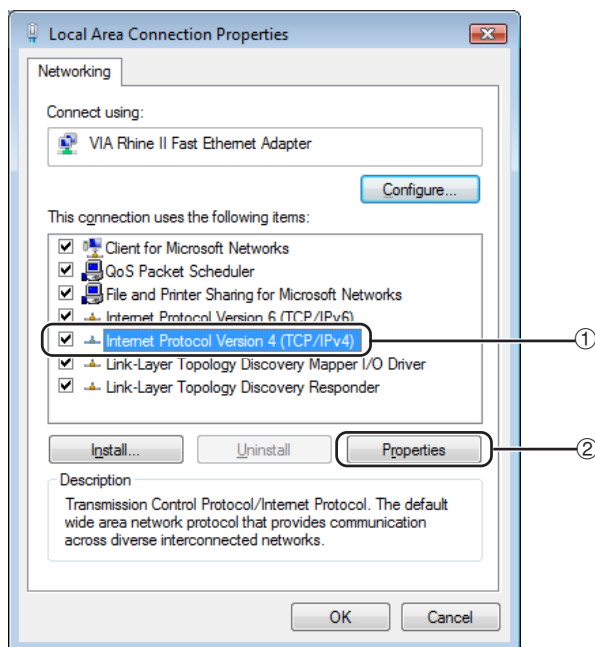 Local Area Connection Properties
Networking
Connect using:
VIA Rhine II Fast Ethernet Adapter
Configure...
This connection uses the following items:
Client for Microsoft Networks
QoS Packet Scheduler
File and Printer Sharing for Microsoft Networks
Internet Protocol Version 6 (TCP/IPv6)
Internet Protocol Version 4 (TCP/IPv4)
①
Link-Layer Topology Discovery Mapper I/O Driver
Link-Layer Topology Discovery Responder
Install...
Uninstall
Properties
②
Description
Transmission Control Protocol/Internet Protocol. The default
wide area network protocol that provides communication
across diverse interconnected networks.
OK
Cancel